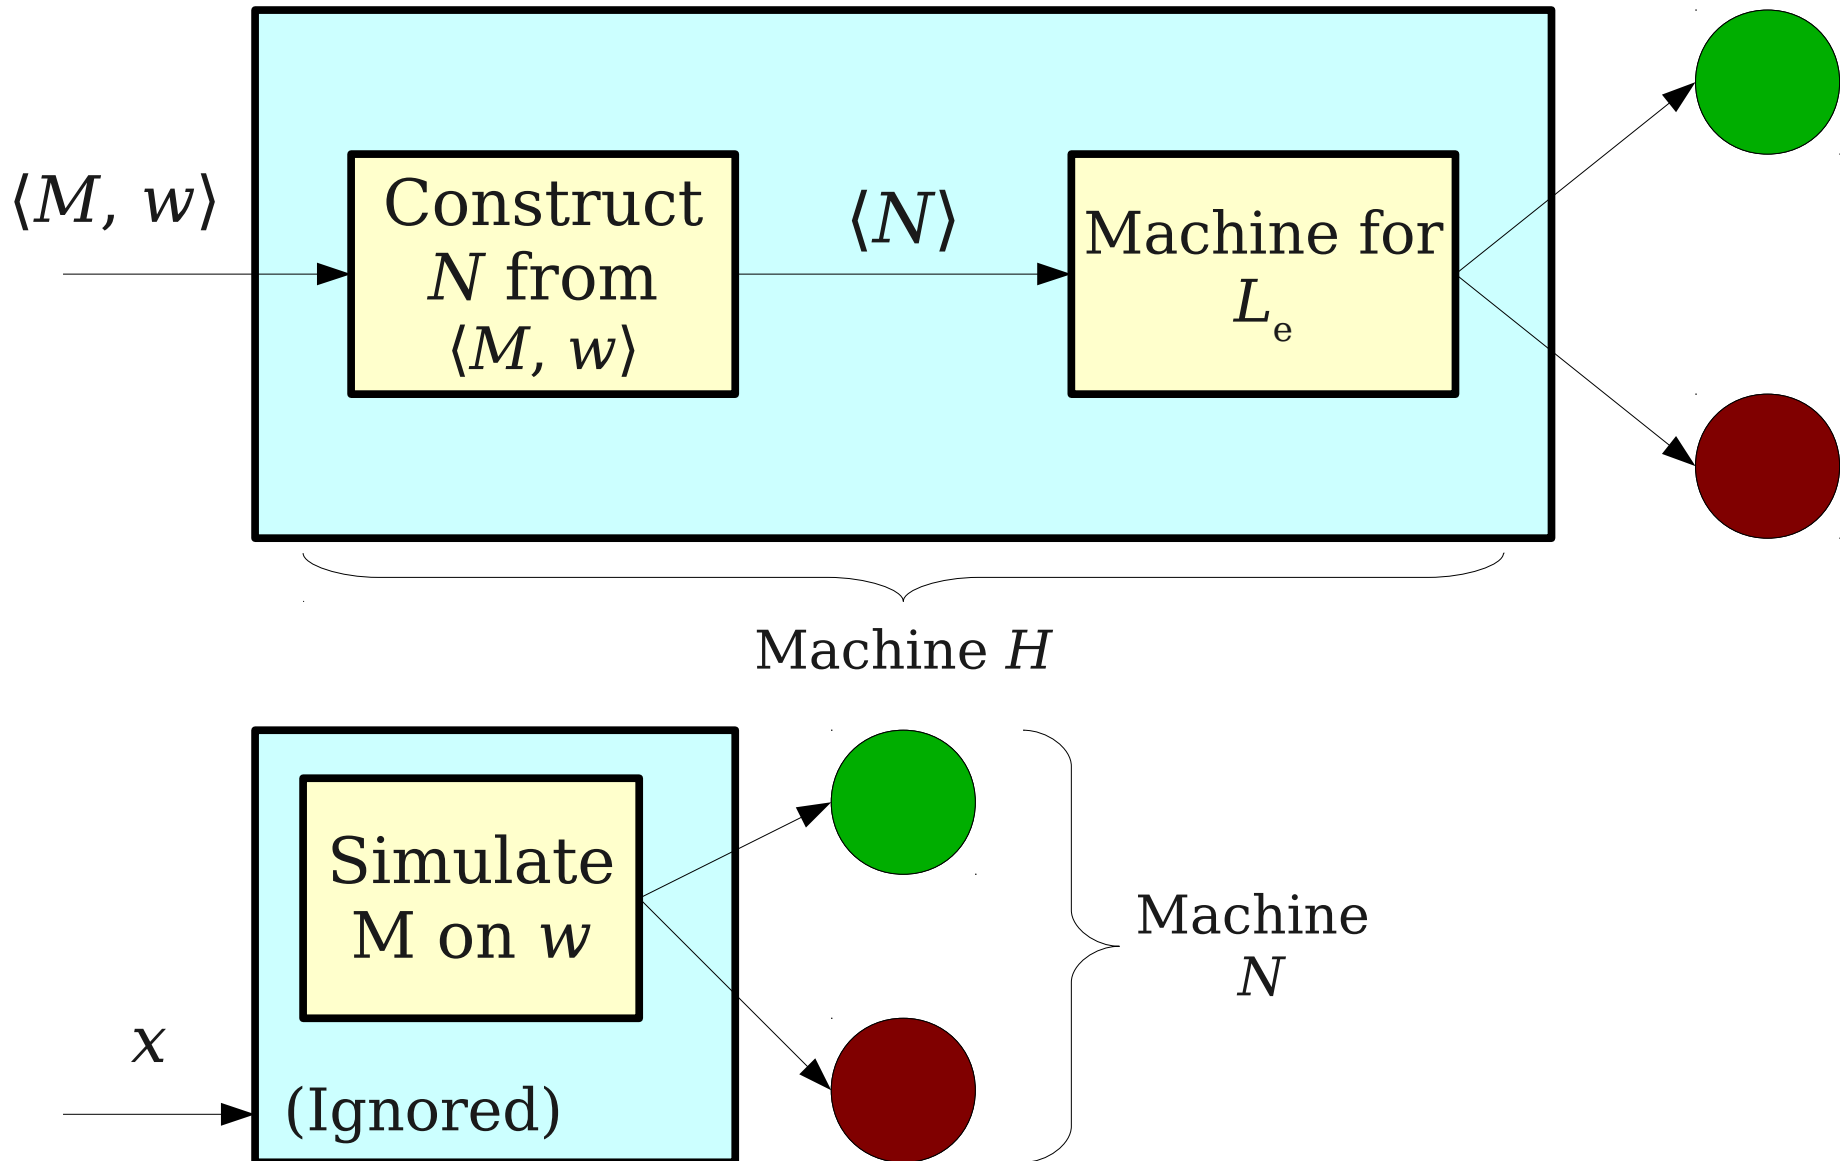 ⟨M, w⟩
Construct
N from
⟨M, w⟩
⟨N⟩
Machine for
Lₑ
Machine H
Simulate
M on w
x
(Ignored)
Machine
N